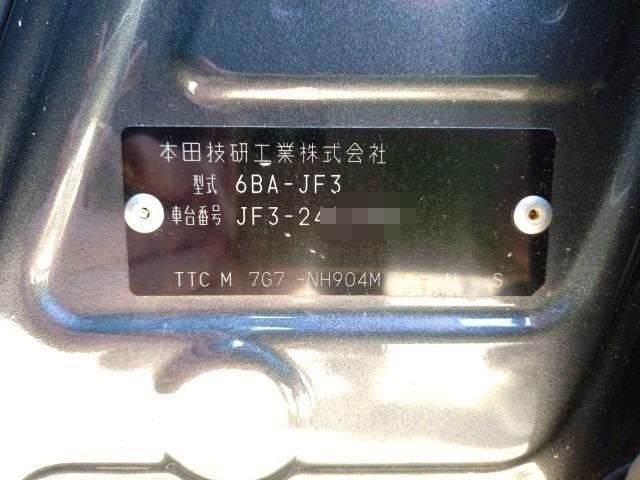 本田技研工業株式会社
型式 6BA-JF3
車台番号 JF3-24
TTC M 7G7 -NH904M U S